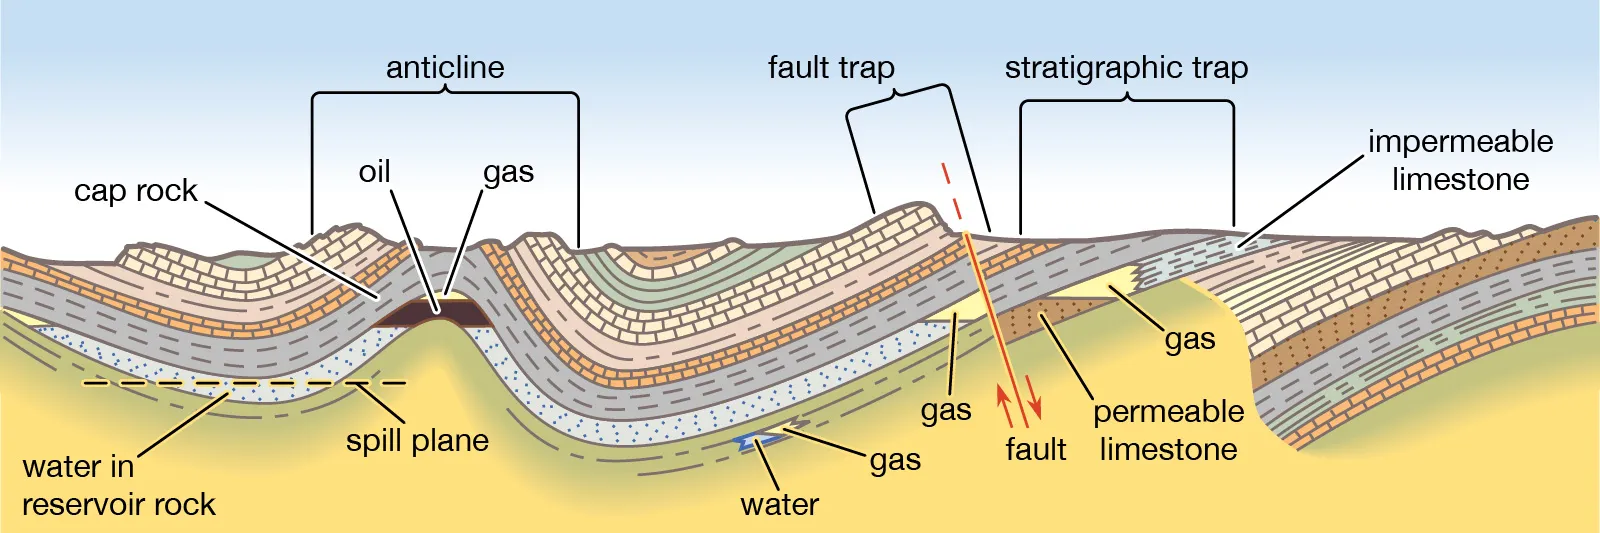 anticline
fault trap
stratigraphic trap
impermeable
limestone
oil
gas
cap rock
gas
gas
permeable
limestone
fault
spill plane
gas
water in
reservoir rock
water